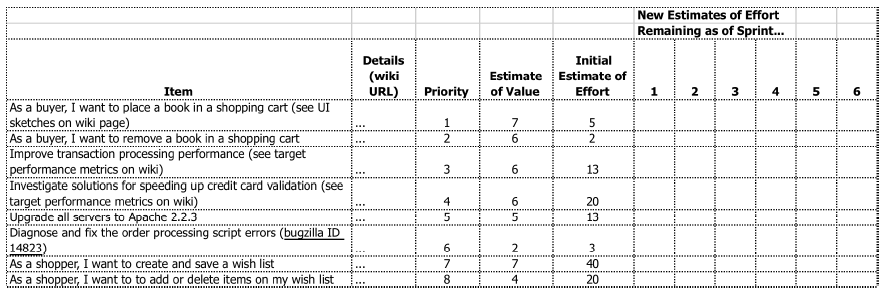 New Estimates of Effort
Remaining as of Sprint...
Item Details (wiki URL) Priority Estimate of Value Initial Estimate of Effort 1 2 3 4 5 6
As a buyer, I want to place a book in a shopping cart (see UI
sketches on wiki page) ... 1 7 5
As a buyer, I want to remove a book in a shopping cart ... 2 6 2
Improve transaction processing performance (see target
performance metrics on wiki) ... 3 6 13
Investigate solutions for speeding up credit card validation (see
target performance metrics on wiki) ... 4 6 20
Upgrade all servers to Apache 2.2.3 ... 5 5 13
Diagnose and fix the order processing script errors (bugzilla ID
14823) ... 6 2 3
As a shopper, I want to create and save a wish list ... 7 7 40
As a shopper, I want to to add or delete items on my wish list ... 8 4 20